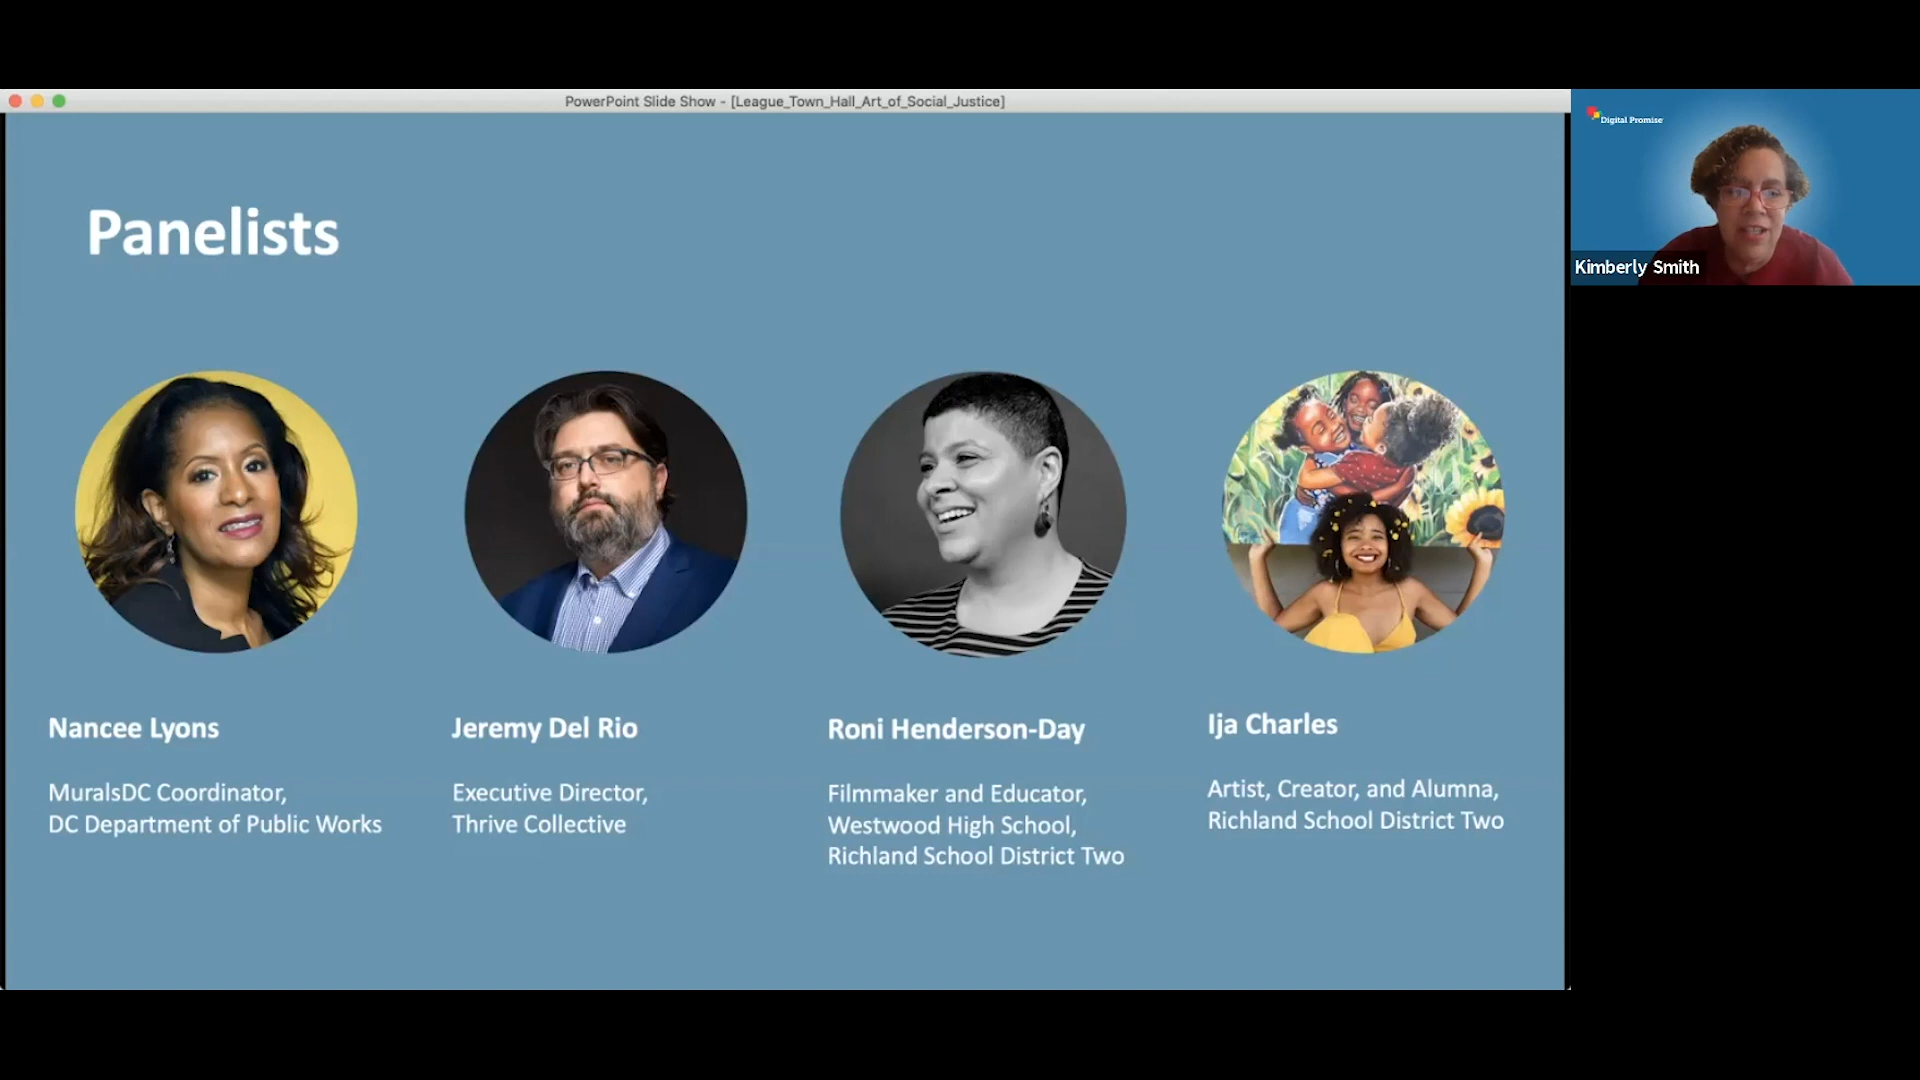 PowerPoint Slide Show - [League_Town_Hall_Art_of_Social_Justice]
Digital Promise
Kimberly Smith
Panelists
Nancee Lyons
MuralsDC Coordinator,
DC Department of Public Works
Jeremy Del Rio
Executive Director,
Thrive Collective
Roni Henderson-Day
Filmmaker and Educator,
Westwood High School,
Richland School District Two
Ija Charles
Artist, Creator, and Alumna,
Richland School District Two